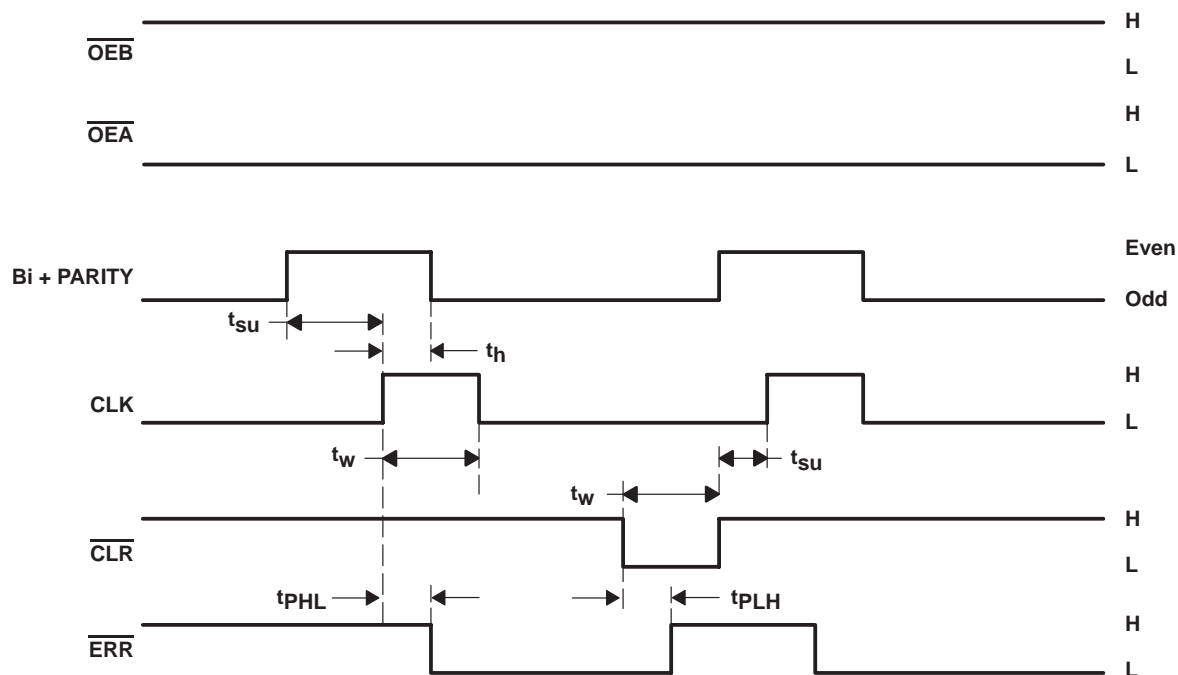 H
OEB
L
H
OEA
L
Even
Bi + PARITY
Odd
tsu
th
H
CLK
L
tw
tsu
tw
H
CLR
L
tPHL
tPLH
H
ERR
L